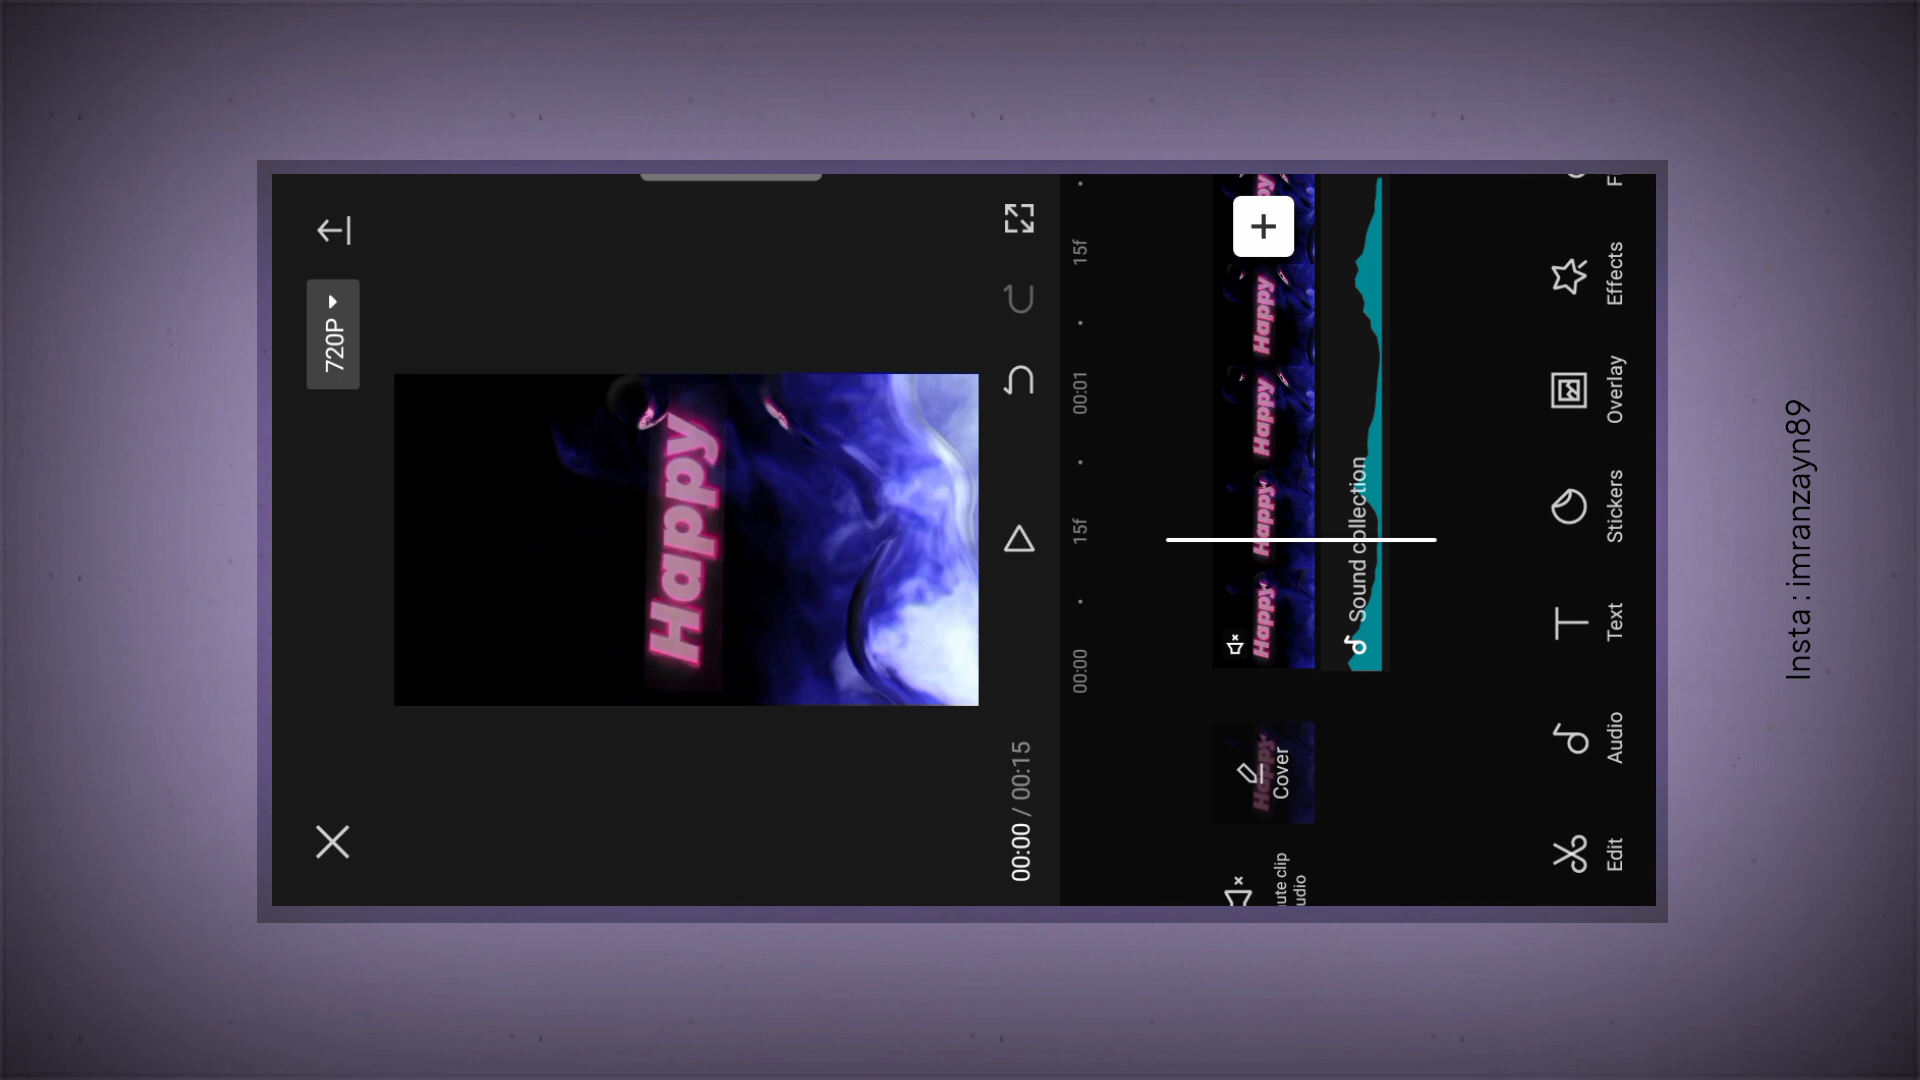 720P
Happy
00:00 / 00:15
00:00
15f
00:01
15f
Happy
Happy
Happy
Happy
Cover
Happy
Sound collection
Edit
Audio
Text
Stickers
Overlay
Effects
Insta : imranzayn89